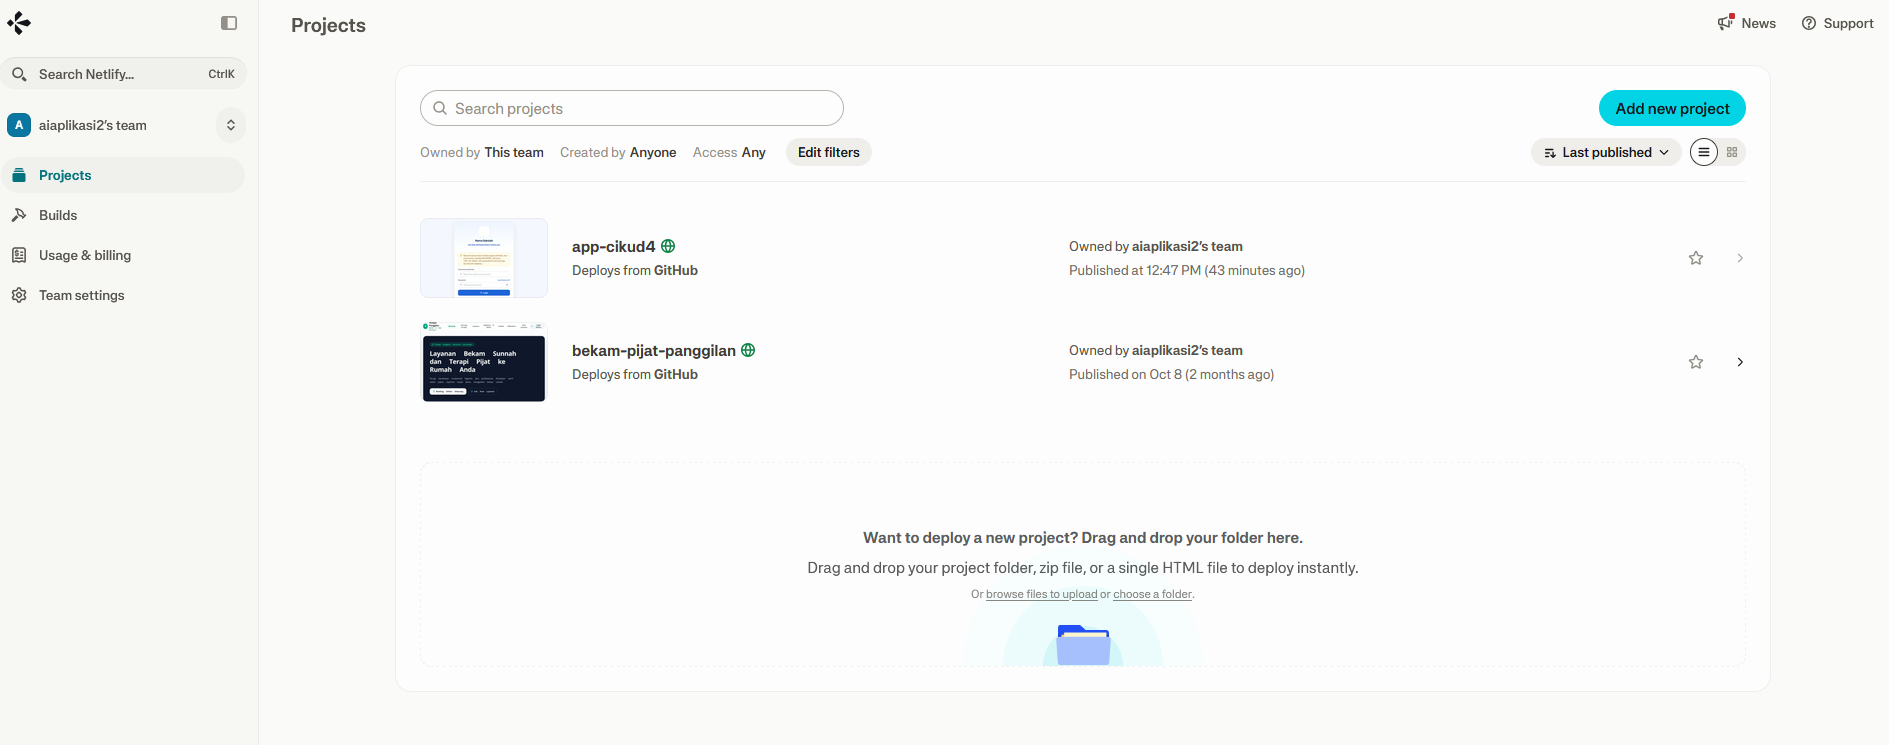 Projects
News
Support
Search Netlify...
CtrlK
A
aiaplikasi2's team
Projects
Builds
Usage & billing
Team settings
Search projects
Add new project
Owned by This team
Created by Anyone
Access Any
Edit filters
Last published
app-cikud4
Deploys from GitHub
Owned by aiaplikasi2's team
Published at 12:47 PM (43 minutes ago)
Layanan Bekam Sunnah
dan Terapi Pijat ke
Rumah Anda
bekam-pijat-panggilan
Deploys from GitHub
Owned by aiaplikasi2's team
Published on Oct 8 (2 months ago)
Want to deploy a new project? Drag and drop your folder here.
Drag and drop your project folder, zip file, or a single HTML file to deploy instantly.
Or browse files to upload or choose a folder.